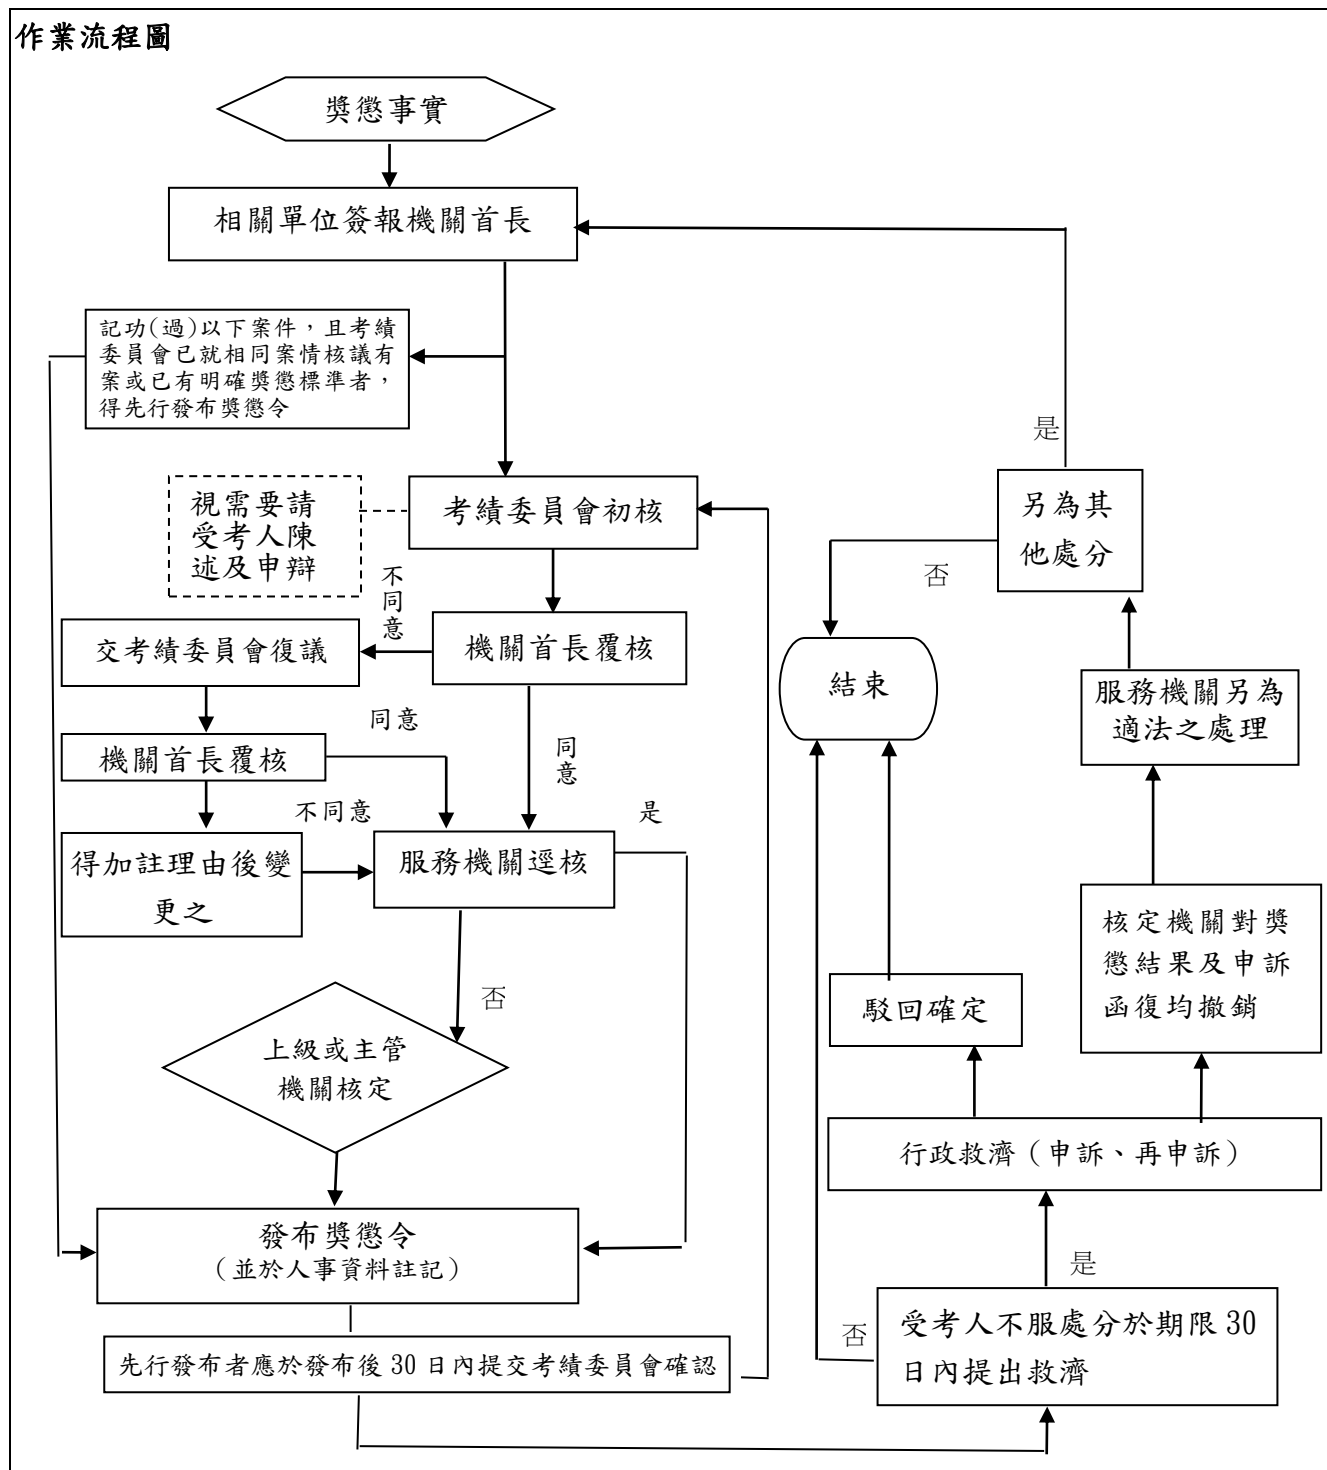 作業流程圖
獎懲事實
相關單位簽報機關首長
記功(過)以下案件，且考績
委員會已就相同案情核議有
案或已有明確獎懲標準者，
得先行發布獎懲令
是
視需要請
受考人陳
述及申辯
考績委員會初核
另為其
他處分
不同意
否
交考績委員會復議
機關首長覆核
結束
服務機關另為
適法之處理
同意
機關首長覆核
同意
不同意
是
得加註理由後變
更之
服務機關逕核
核定機關對獎
懲結果及申訴
函復均撤銷
否
駁回確定
上級或主管
機關核定
行政救濟（申訴、再申訴）
發布獎懲令
（並於人事資料註記）
是
否
受考人不服處分於期限 30
日內提出救濟
先行發布者應於發布後 30 日內提交考績委員會確認